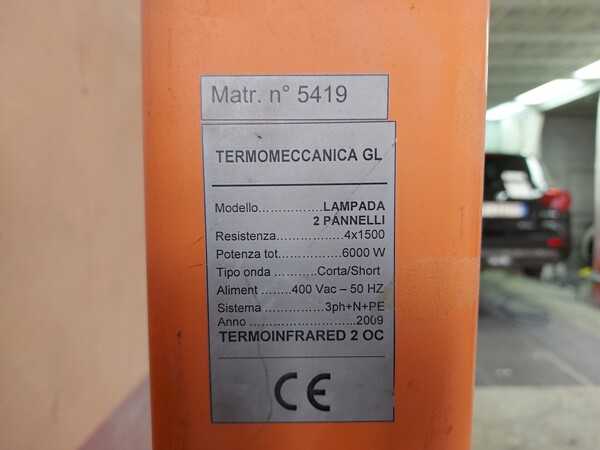 Matr. n° 5419
TERMOMECCANICA GL
Modello................LAMPADA
2 PANNELLI
Resistenza.................4x1500
Potenza tot................6000 W
Tipo onda ...........Corta/Short
Aliment ........400 Vac – 50 HZ
Sistema ................3ph+N+PE
Anno ...........................2009
TERMOINFRARED 2 OC
CE